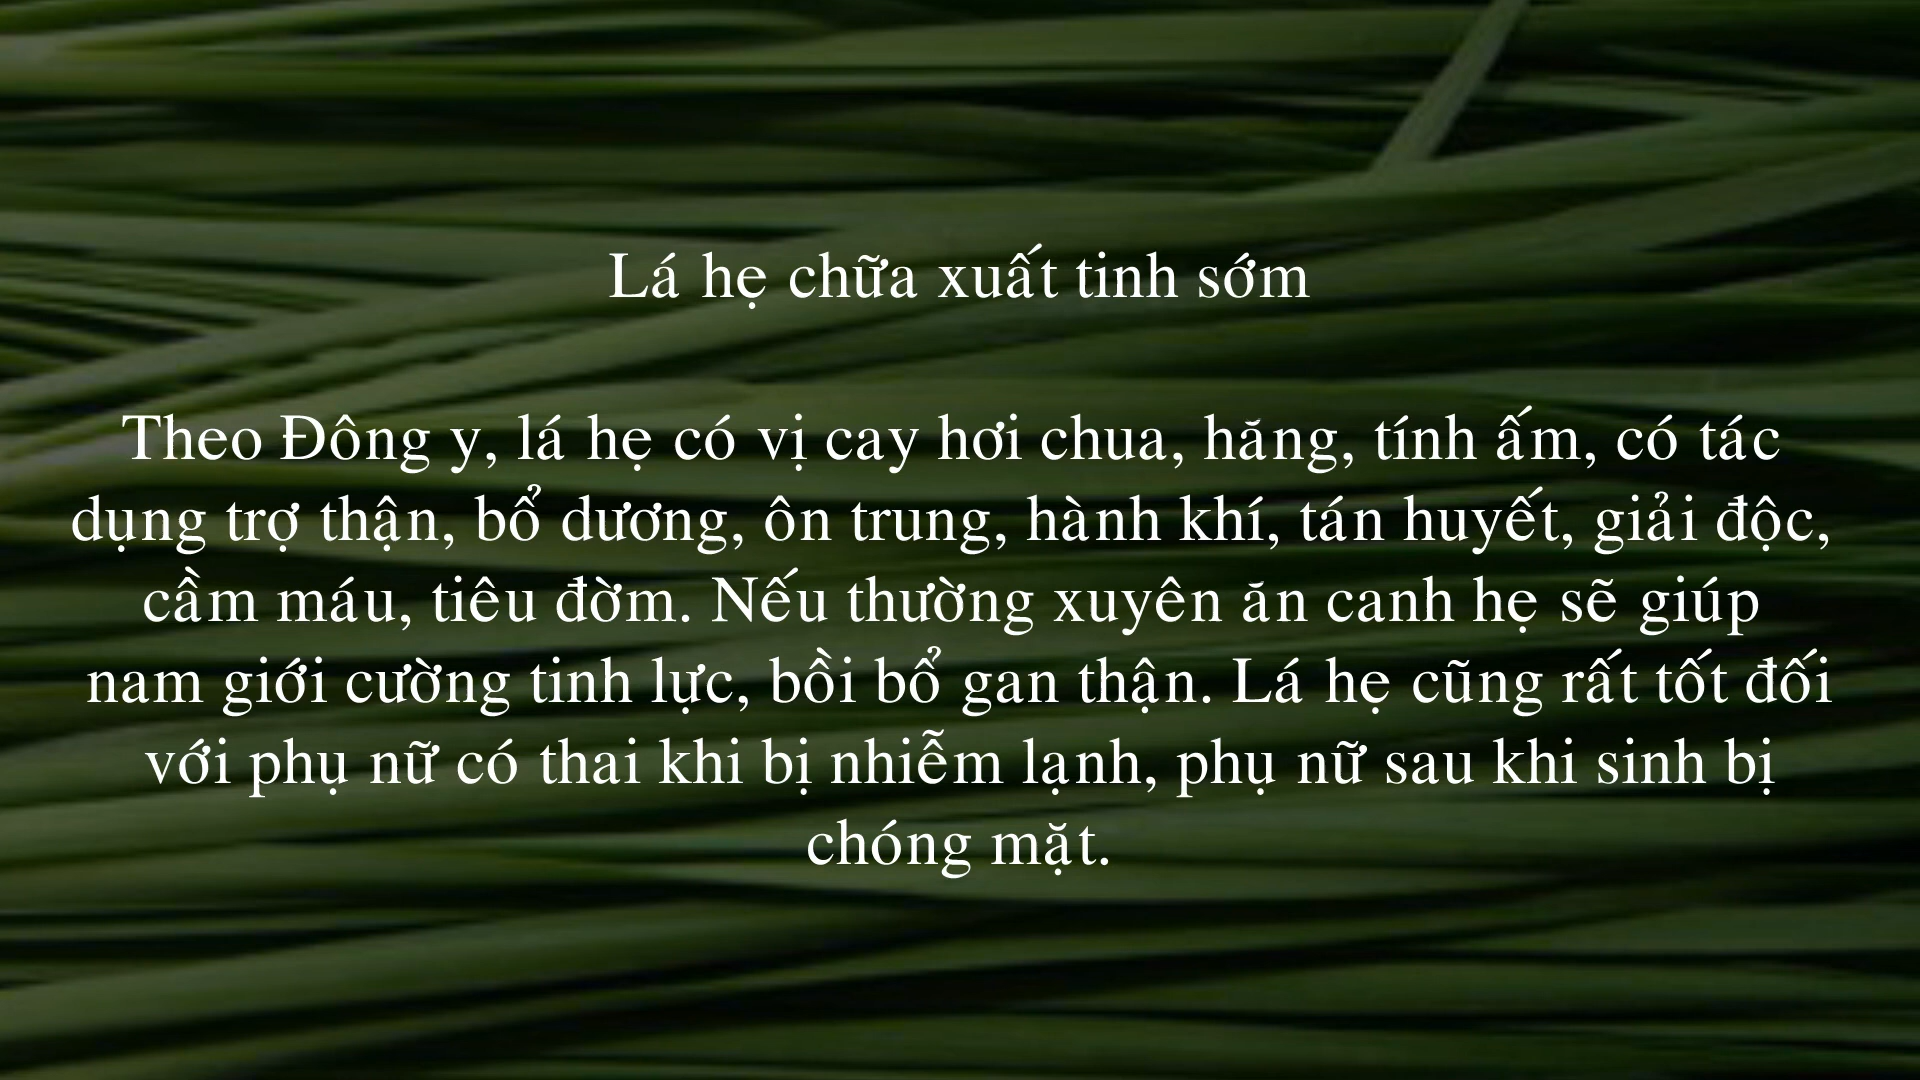 Lá hẹ chữa xuất tinh sớm
Theo Đông y, lá hẹ có vị cay hơi chua, hăng, tính ấm, có tác
dụng trợ thận, bổ dương, ôn trung, hành khí, tán huyết, giải độc,
cầm máu, tiêu đờm. Nếu thường xuyên ăn canh hẹ sẽ giúp
nam giới cường tinh lực, bồi bổ gan thận. Lá hẹ cũng rất tốt đối
với phụ nữ có thai khi bị nhiễm lạnh, phụ nữ sau khi sinh bị
chóng mặt.